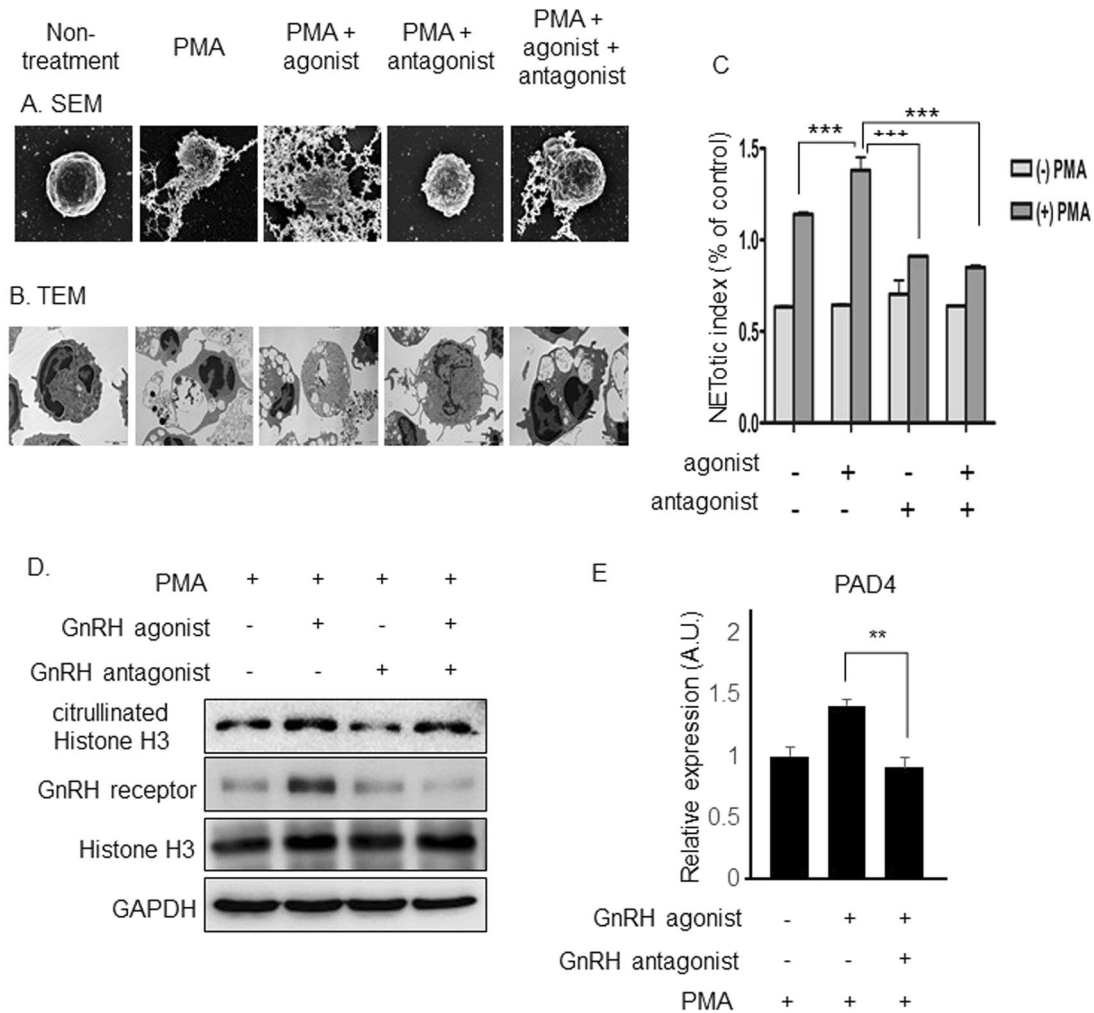 Non-
treatment
PMA
PMA +
agonist
PMA +
antagonist
PMA +
agonist +
antagonist
A. SEM
B. TEM
C
*** +++ ***
NETotic index (% of control)
1.5
1.0
0.5
0.0
(-) PMA
(+) PMA
agonist - + - +
antagonist - - + +
D.
PMA + + + +
GnRH agonist - + - +
GnRH antagonist - - + +
citrullinated
Histone H3
GnRH receptor
Histone H3
GAPDH
E
PAD4
**
Relative expression (A.U.)
2
1.5
1
0.5
0
GnRH agonist - + +
GnRH antagonist - - +
PMA + + +